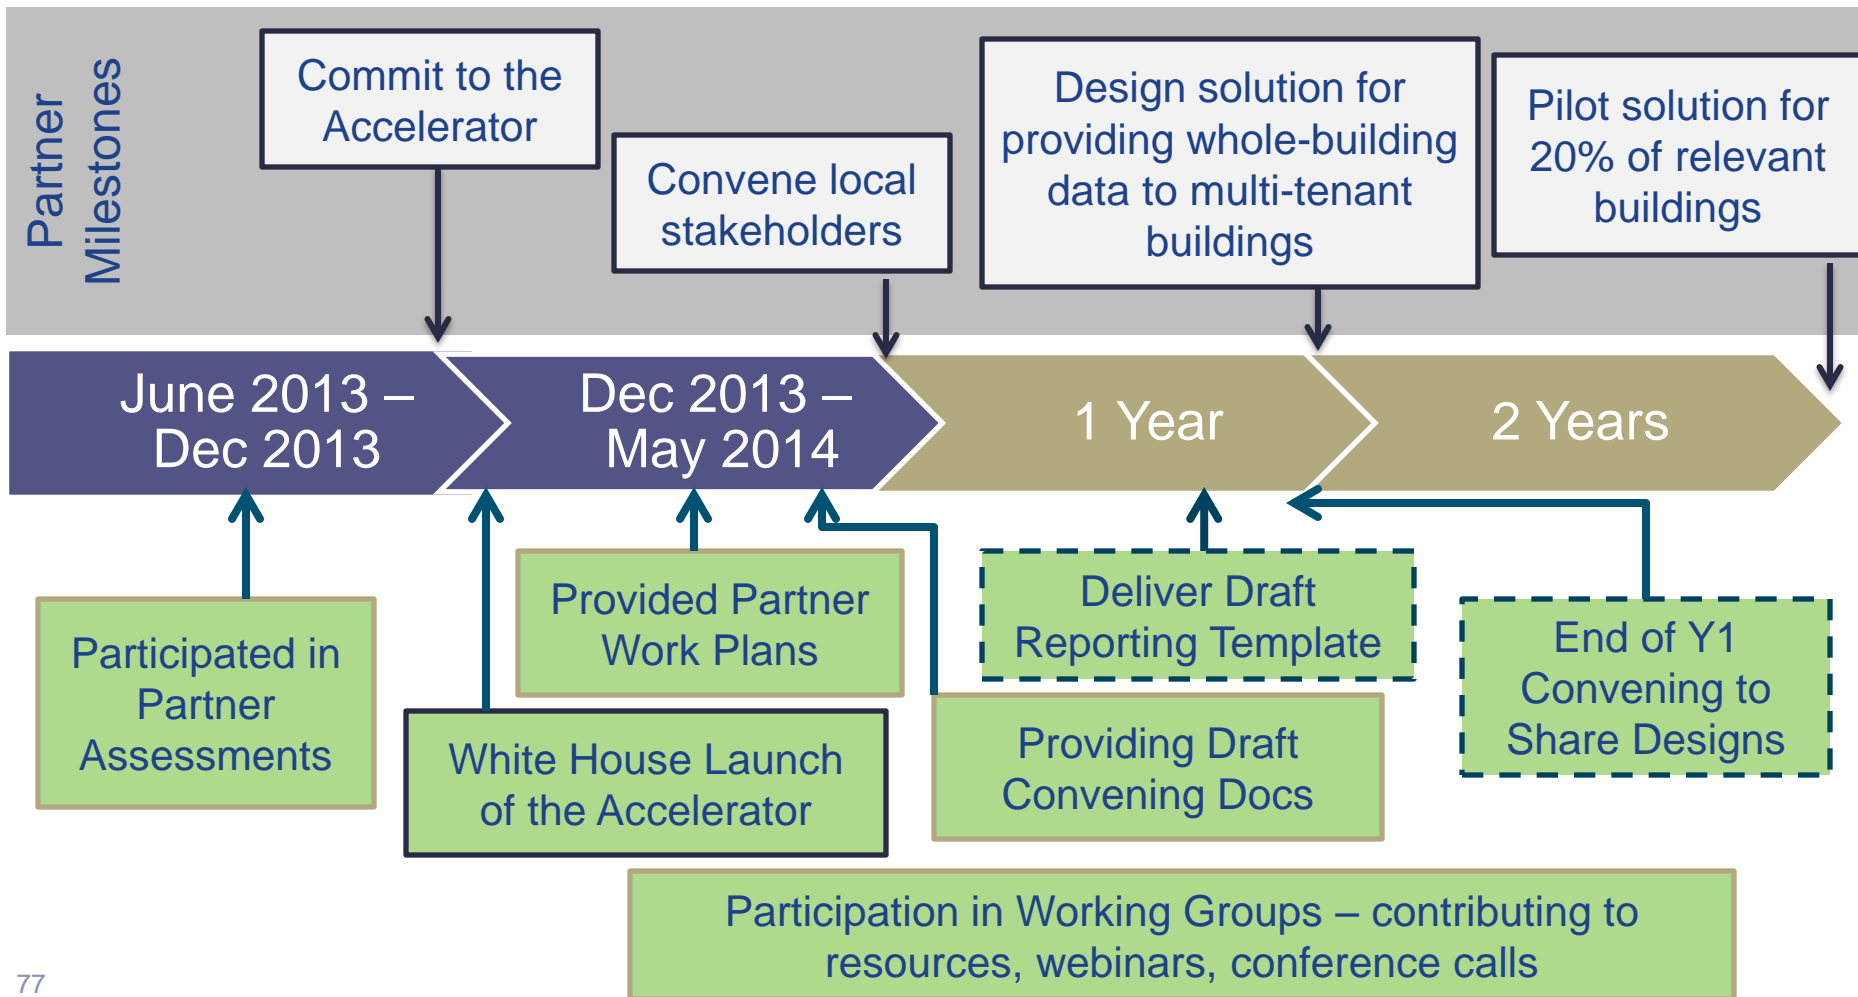 Partner
Milestones
Commit to the
Accelerator
Convene local
stakeholders
Design solution for
providing whole-building
data to multi-tenant
buildings
Pilot solution for
20% of relevant
buildings
June 2013 –
Dec 2013
Dec 2013 –
May 2014
1 Year
2 Years
Participated in
Partner
Assessments
White House Launch
of the Accelerator
Provided Partner
Work Plans
Providing Draft
Convening Docs
Deliver Draft
Reporting Template
End of Y1
Convening to
Share Designs
Participation in Working Groups – contributing to
resources, webinars, conference calls
77